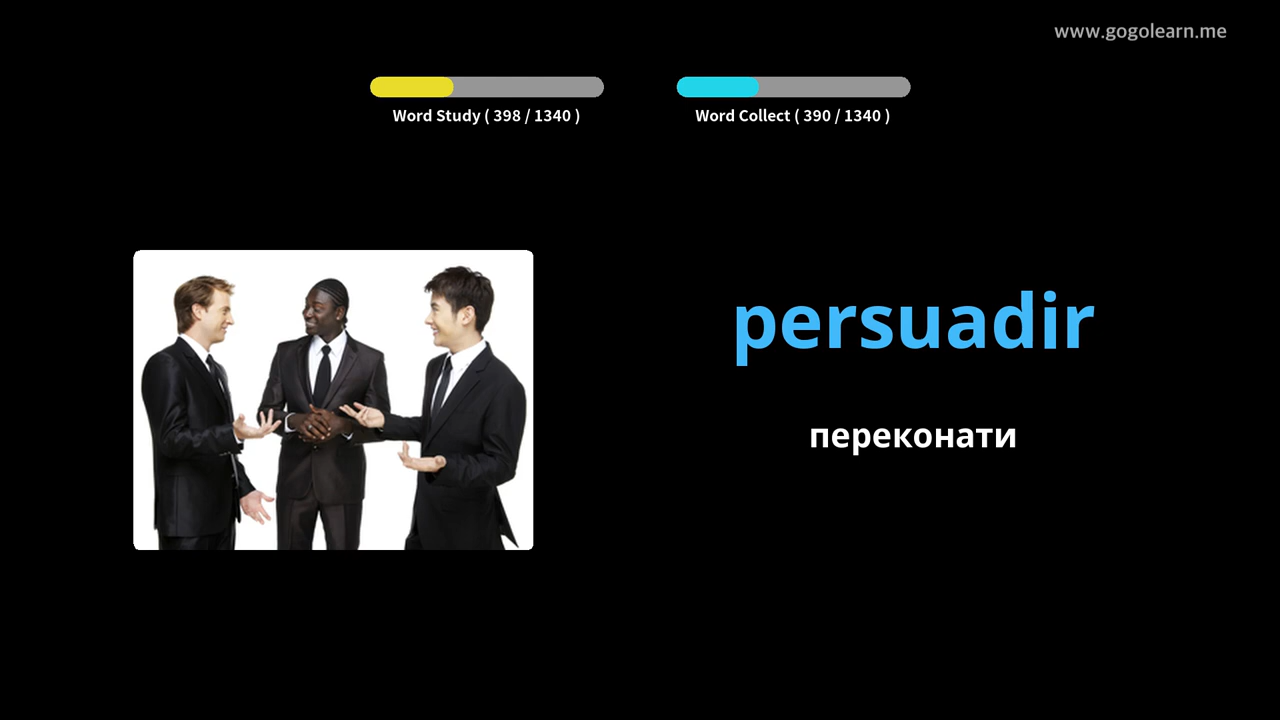 www.gogolearn.me
Word Study ( 398 / 1340 )
Word Collect ( 390 / 1340 )
persuadir
переконати